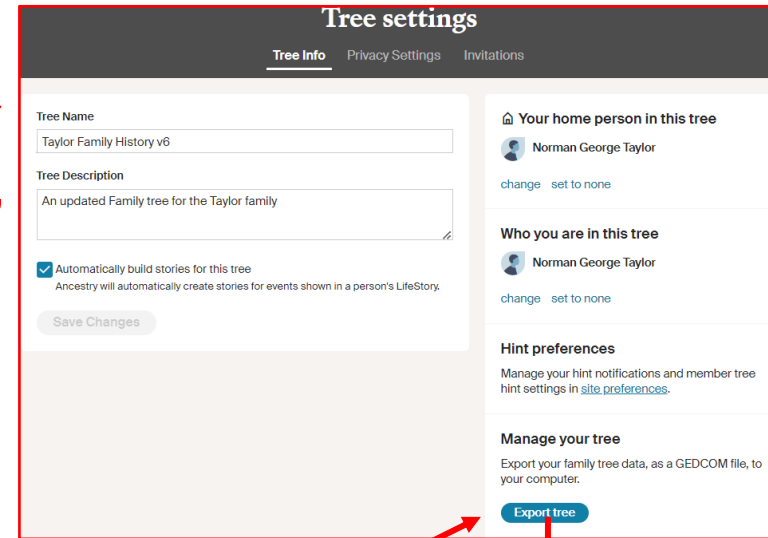 Tree settings
Tree Info Privacy Settings Invitations
Tree Name
Taylor Family History v6
Tree Description
An updated Family tree for the Taylor family
Automatically build stories for this tree
Ancestry will automatically create stories for events shown in a person's LifeStory.
Save Changes
Your home person in this tree
Norman George Taylor
change set to none
Who you are in this tree
Norman George Taylor
change set to none
Hint preferences
Manage your hint notifications and member tree
hint settings in site preferences.
Manage your tree
Export your family tree data, as a GEDCOM file, to
your computer.
Export tree